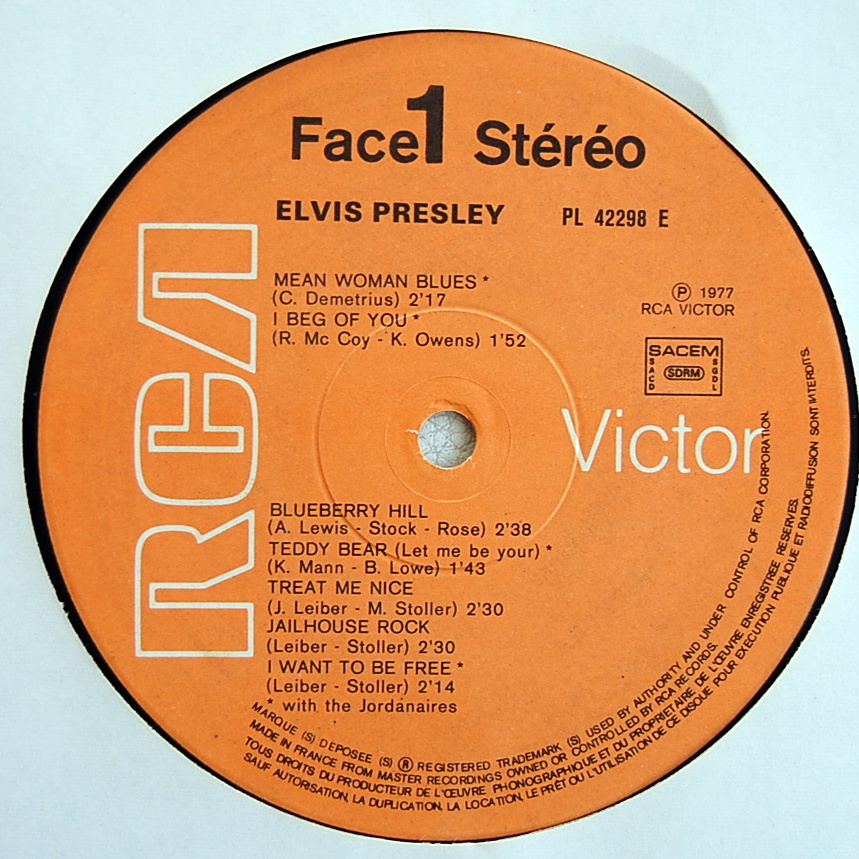 Face 1 Stéréo
ELVIS PRESLEY PL 42298 E
MEAN WOMAN BLUES *
(C. Demetrius) 2'17
I BEG OF YOU *
(R. Mc Coy - K. Owens) 1'52
Ⓟ 1977
RCA VICTOR
SACEM
SACD SDRM SGDL
RCA
Victor
BLUEBERRY HILL
(A. Lewis - Stock - Rose) 2'38
TEDDY BEAR (Let me be your) *
(K. Mann - B. Lowe) 1'43
TREAT ME NICE
(J. Leiber - M. Stoller) 2'30
JAILHOUSE ROCK
(Leiber - Stoller) 2'30
I WANT TO BE FREE *
(Leiber - Stoller) 2'14
* with the Jordanaires
MARQUE (S) DEPOSEE (S) ® REGISTERED TRADEMARK (S) USED BY AUTHORITY AND UNDER CONTROL OF RCA CORPORATION.
MADE IN FRANCE FROM MASTER RECORDINGS OWNED OR CONTROLLED BY RCA RECORDS.
TOUS DROITS DU PRODUCTEUR DE L'ŒUVRE PHONOGRAPHIQUE ET DU PROPRIETAIRE DE L'ŒUVRE ENREGISTREE RESERVES.
SAUF AUTORISATION, LA DUPLICATION, LA LOCATION, LE PRÊT OU L'UTILISATION DE CE DISQUE POUR EXECUTION PUBLIQUE ET RADIODIFFUSION SONT INTERDITS.